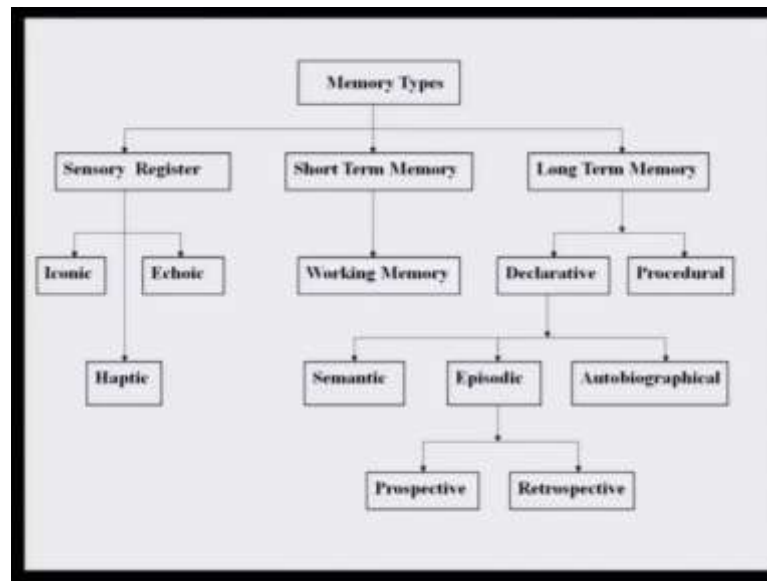 Memory Types
Sensory Register
Short Term Memory
Long Term Memory
Iconic
Echoic
Working Memory
Declarative
Procedural
Haptic
Semantic
Episodic
Autobiographical
Prospective
Retrospective